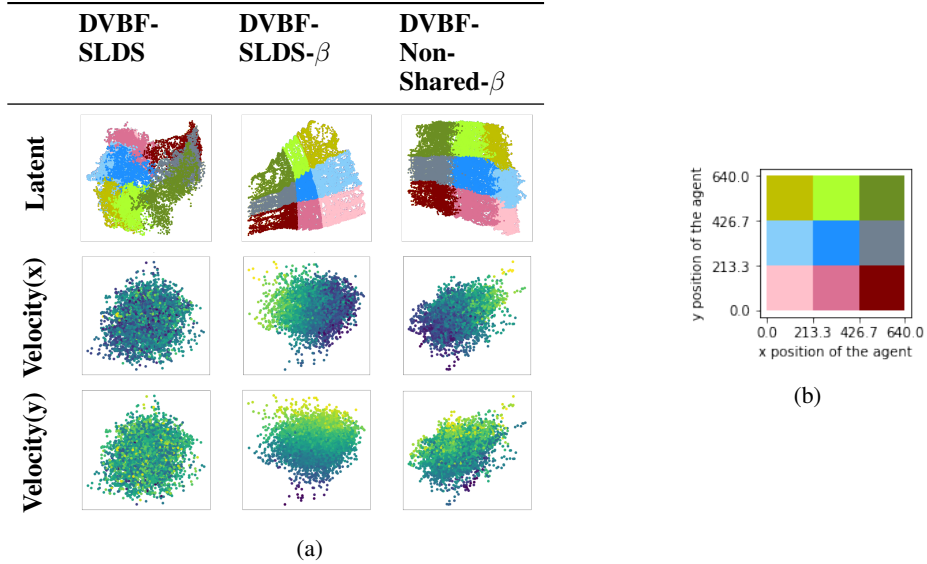 DVBF-
SLDS
DVBF-
SLDS-β
DVBF-
Non-
Shared-β
Latent
Velocity(x)
Velocity(y)
(a)
y position of the agent
640.0
426.7
213.3
0.0
0.0 213.3 426.7 640.0
x position of the agent
(b)